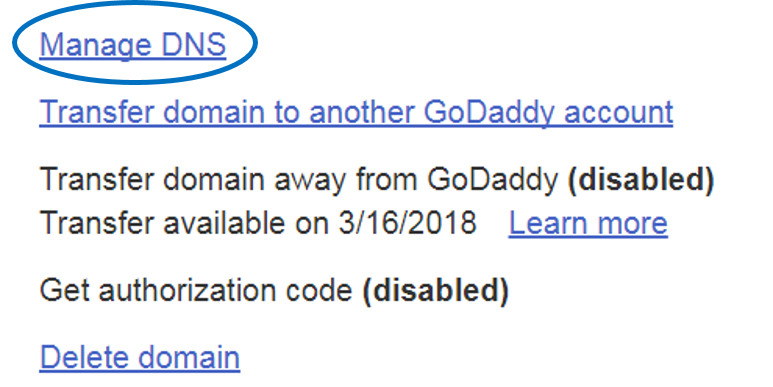 Manage DNS
Transfer domain to another GoDaddy account
Transfer domain away from GoDaddy (disabled)
Transfer available on 3/16/2018 Learn more
Get authorization code (disabled)
Delete domain